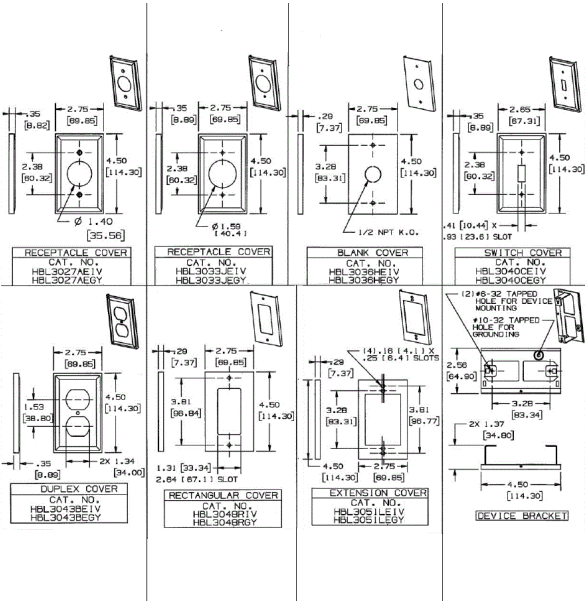 .35
[8.82]
2.75
[69.85]
2.38
[60.32]
4.50
[114.30]
Ø 1.40
[35.56]
RECEPTACLE COVER
CAT. NO.
HBL3027AEIV
HBL3027AEGY
.35
[8.89]
2.75
[69.85]
2.38
[60.32]
4.50
[114.30]
Ø 1.59
[40.4]
RECEPTACLE COVER
CAT. NO.
HBL3033JEIV
HBL3033JEGY
.29
[7.37]
2.75
[69.85]
3.28
[83.31]
4.50
[114.30]
1/2 NPT K.O.
BLANK COVER
CAT. NO.
HBL3036HEIV
HBL3036HEGY
.35
[8.89]
2.65
[67.31]
2.38
[60.32]
4.50
[114.30]
.41 [10.44] X
.93 [23.6] SLOT
SWITCH COVER
CAT. NO.
HBL3040CEIV
HBL3040CEGY
2.75
[69.85]
1.53
[38.80]
4.50
[114.30]
.35
[8.89]
2X 1.34
[34.00]
DUPLEX COVER
CAT. NO.
HBL3043BEIV
HBL3043BEGY
.29
[7.37]
2.75
[69.85]
3.81
[96.84]
4.50
[114.30]
1.31 [33.34] X
2.64 [67.1] SLOT
RECTANGULAR COVER
CAT. NO.
HBL3048RIV
HBL3048RGY
(4).16 [4.1] X
.25 [6.4] SLOTS
.29
[7.37]
3.28
[83.31]
3.81
[96.77]
4.50
[114.30]
2.75
[69.85]
EXTENSION COVER
CAT. NO.
HBL3051LEIV
HBL3051LEGY
(2)#6-32 TAPPED
HOLE FOR DEVICE
MOUNTING
#10-32 TAPPED
HOLE FOR
GROUNDING
2.56
[64.90]
3.28
[83.34]
2X 1.37
[34.80]
4.50
[114.30]
DEVICE BRACKET